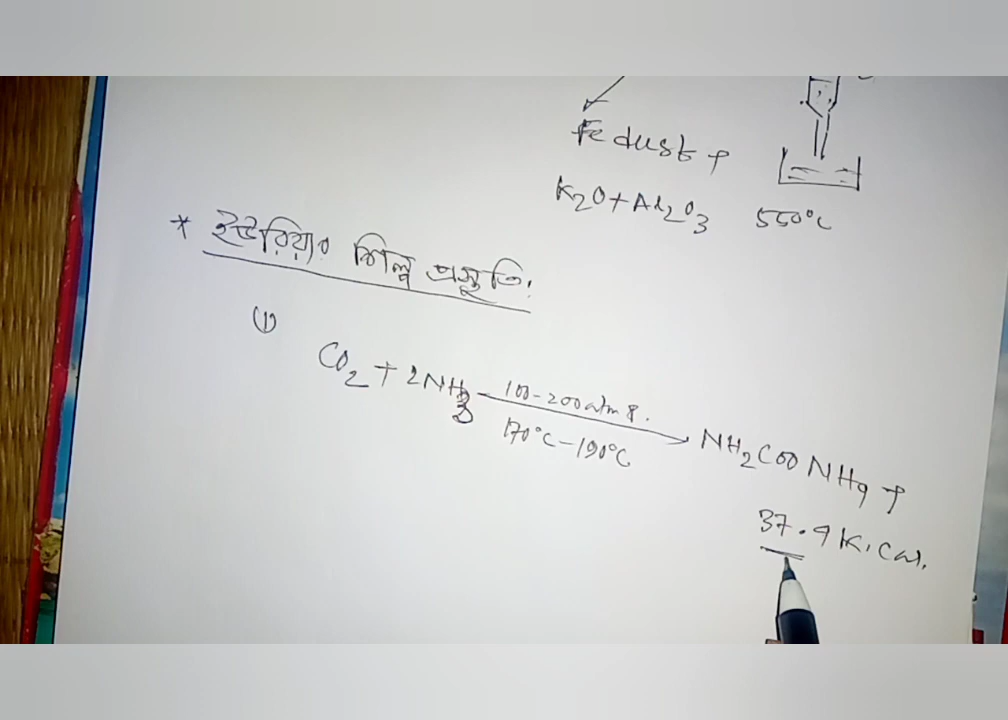 Fe dust +
K2O + Al2O3 550°C
* ইউরিয়ার শিল্প প্রস্তুতি:
①
CO2 + 2NH3 100-200 atm P. NH2COONH4 +
170°C - 190°C
37.4 K.Cal.